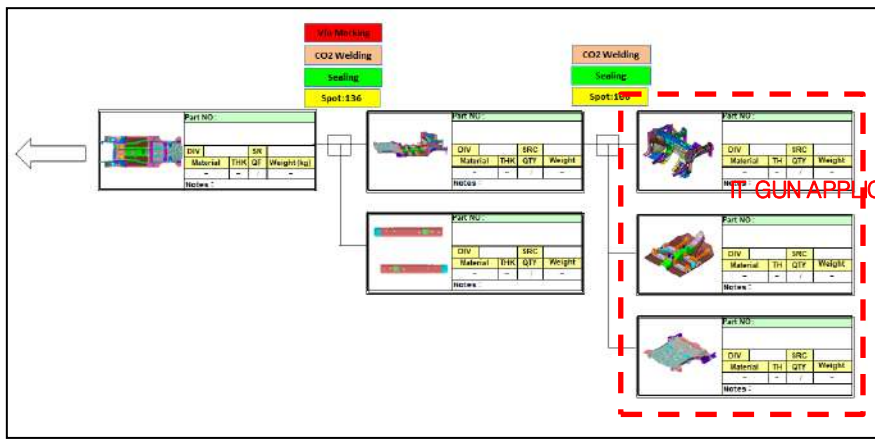 Vin Marking
CO2 Welding
Sealing
Spot:136
CO2 Welding
Sealing
Part NO :
DIV SR
Material THK QT Weight(kg)
- - / -
Notes :
Part NO :
DIV SRC
Material THK QTY Weight
- - / -
Notes :
Part NO :
DIV SRC
Material TH QTY Weight
- - / -
Notes :
GUN APPLIC
Part NO :
DIV SRC
Material THK QTY Weight
- - / -
Notes :
Part NO :
DIV SRC
Material TH QTY Weight
- - / -
Notes :
Part NO :
DIV SRC
Material TH QTY Weight
- - / -
Notes :